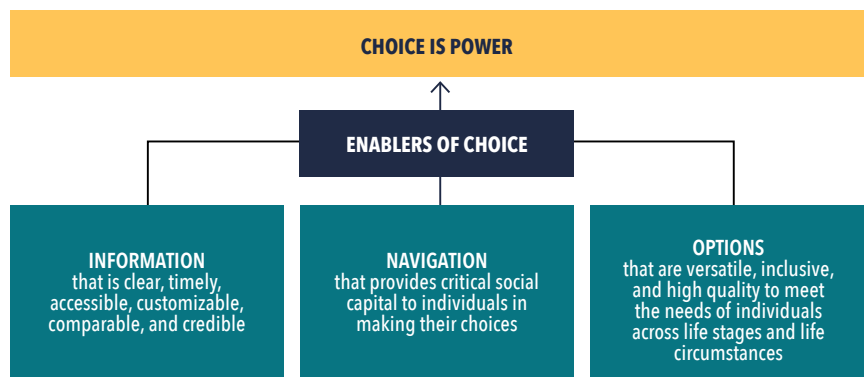 CHOICE IS POWER
ENABLERS OF CHOICE
INFORMATION
that is clear, timely,
accessible, customizable,
comparable, and credible
NAVIGATION
that provides critical social
capital to individuals in
making their choices
OPTIONS
that are versatile, inclusive,
and high quality to meet
the needs of individuals
across life stages and life
circumstances